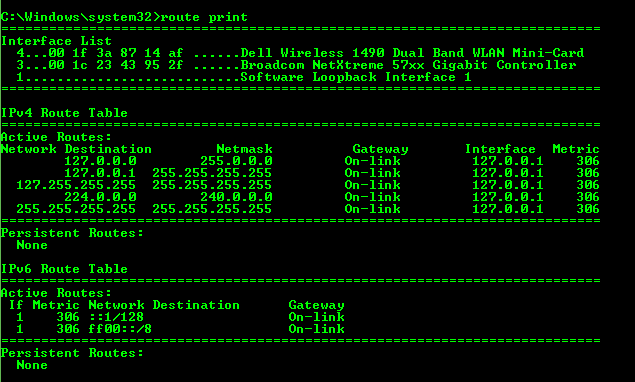 C:\Windows\system32>route print
===========================================================================
Interface List
  4...00 1f 3a 87 14 af ......Dell Wireless 1490 Dual Band WLAN Mini-Card
  3...00 1c 23 43 95 2f ......Broadcom NetXtreme 57xx Gigabit Controller
  1...........................Software Loopback Interface 1
===========================================================================
IPv4 Route Table
===========================================================================
Active Routes:
Network Destination        Netmask          Gateway       Interface  Metric
        127.0.0.0        255.0.0.0         On-link         127.0.0.1    306
        127.0.0.1  255.255.255.255         On-link         127.0.0.1    306
  127.255.255.255  255.255.255.255         On-link         127.0.0.1    306
        224.0.0.0        240.0.0.0         On-link         127.0.0.1    306
  255.255.255.255  255.255.255.255         On-link         127.0.0.1    306
===========================================================================
Persistent Routes:
  None
IPv6 Route Table
===========================================================================
Active Routes:
 If Metric Network Destination      Gateway
  1    306 ::1/128                  On-link
  1    306 ff00::/8                 On-link
===========================================================================
Persistent Routes:
  None